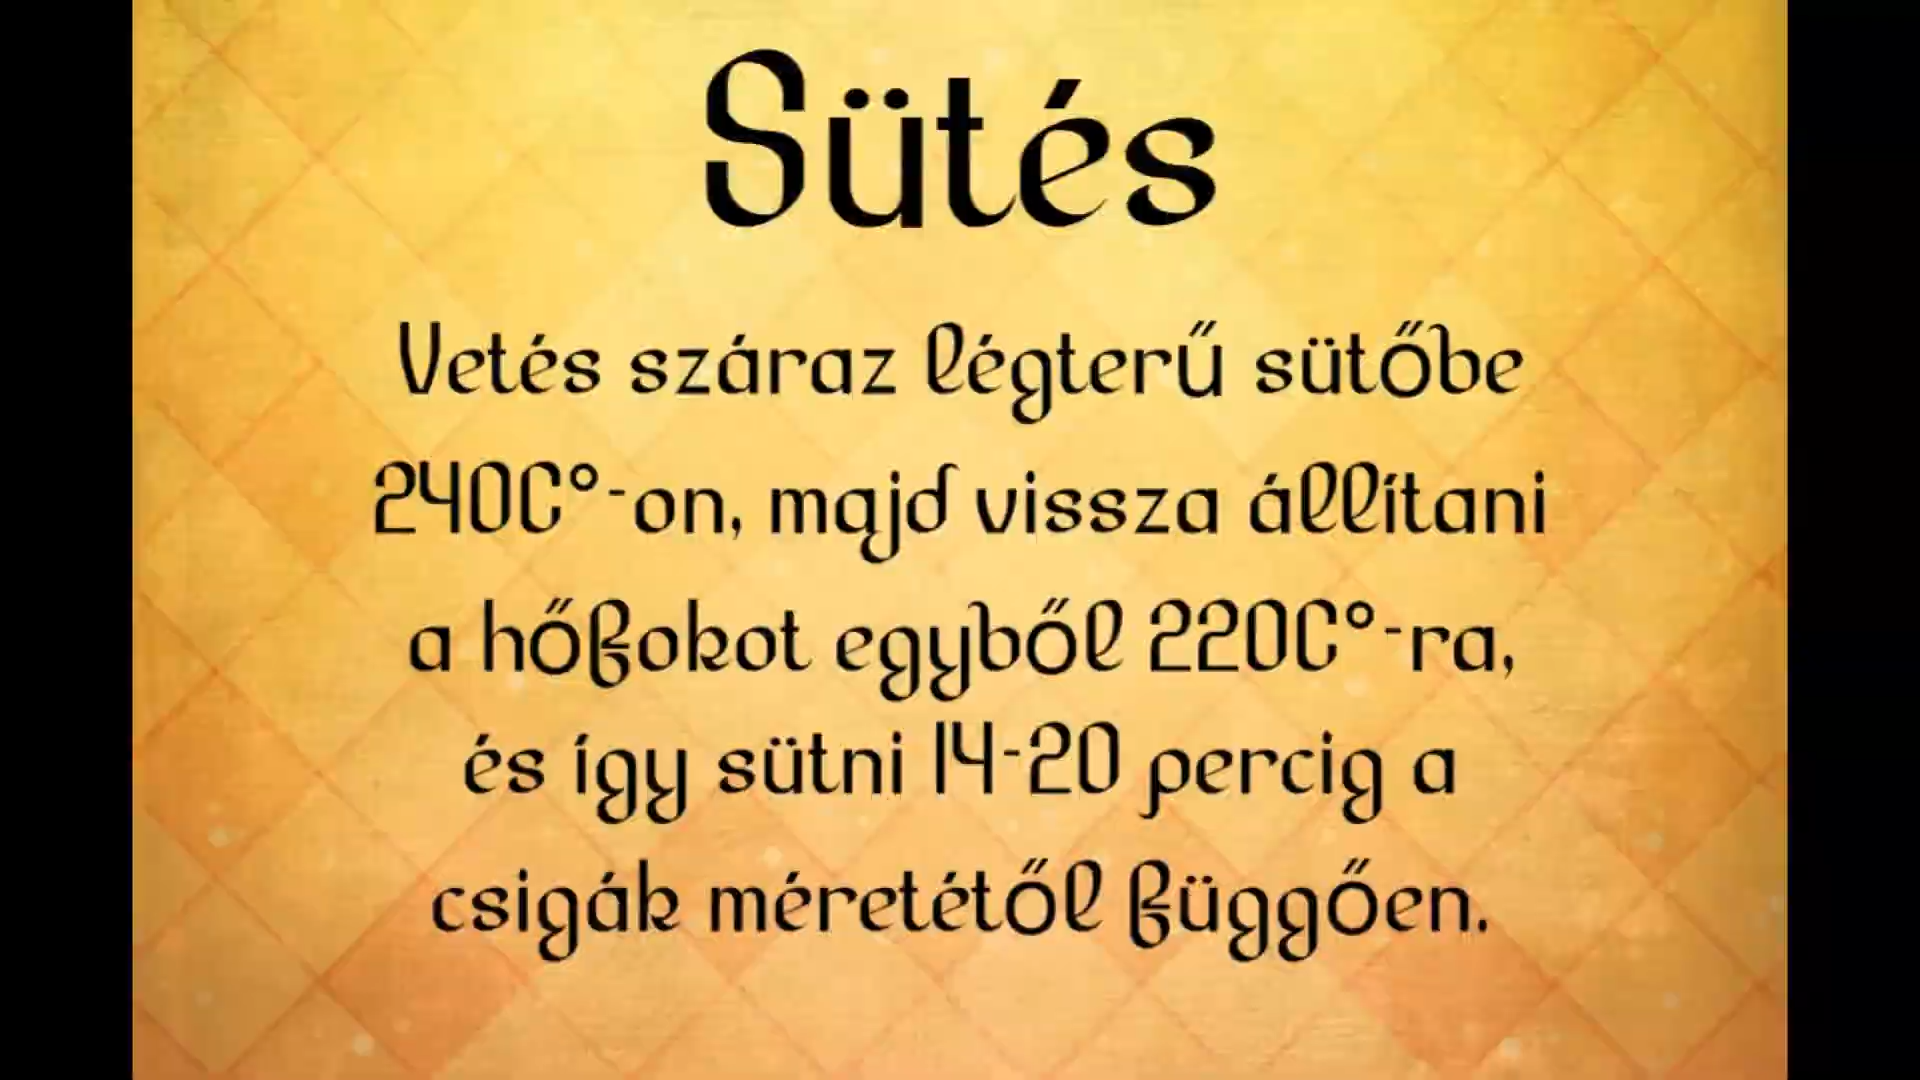 Sütés
Vetés száraz légterű sütőbe
240C°-on, majd vissza állítani
a hőfokot egyből 220C°-ra,
és így sütni 14-20 percig a
csigák méretétől függően.